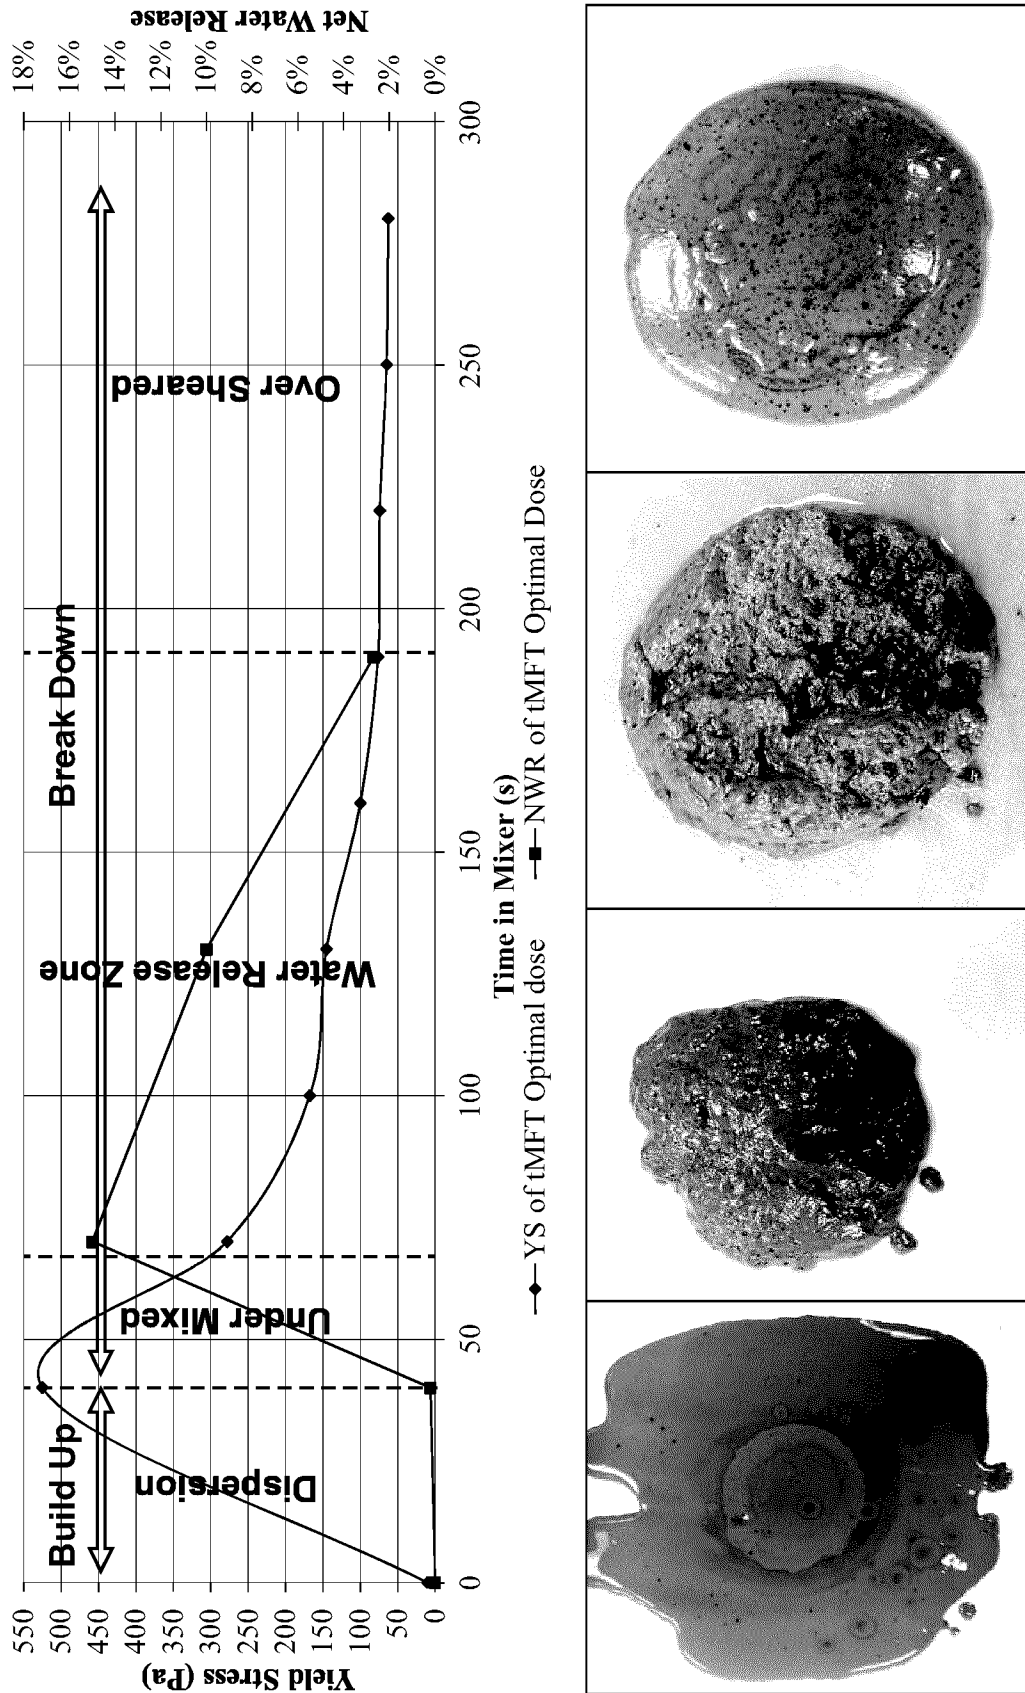 Build Up
Break Down
Dispersion
Under Mixed
Water Release Zone
Over Sheared
Yield Stress (Pa)
550
500
450
400
350
300
250
200
150
100
50
0
Net Water Release
18%
16%
14%
12%
10%
8%
6%
4%
2%
0%
0 50 100 150 200 250 300
Time in Mixer (s)
YS of tMFT Optimal dose NWR of tMFT Optimal Dose